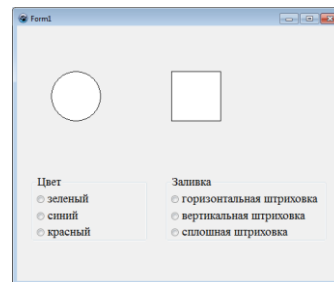 Form1
Цвет
зеленый
синий
красный
Заливка
горизонтальная штриховка
вертикальная штриховка
сплошная штриховка